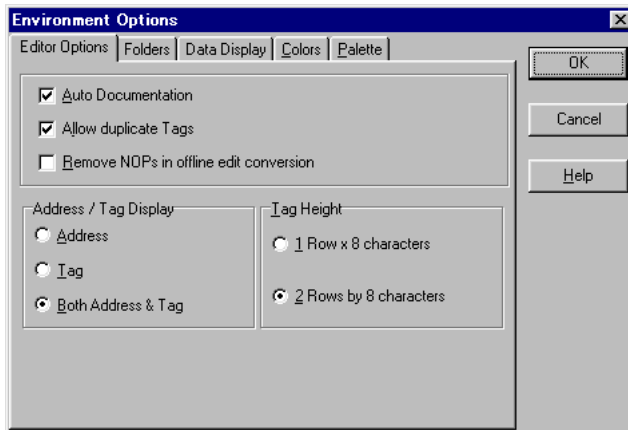 Environment Options
Editor Options Folders Data Display Colors Palette
OK
Auto Documentation
Allow duplicate Tags
Cancel
Remove NOPs in offline edit conversion
Help
Address / Tag Display
Address
Tag
Both Address & Tag
Tag Height
1 Row x 8 characters
2 Rows by 8 characters